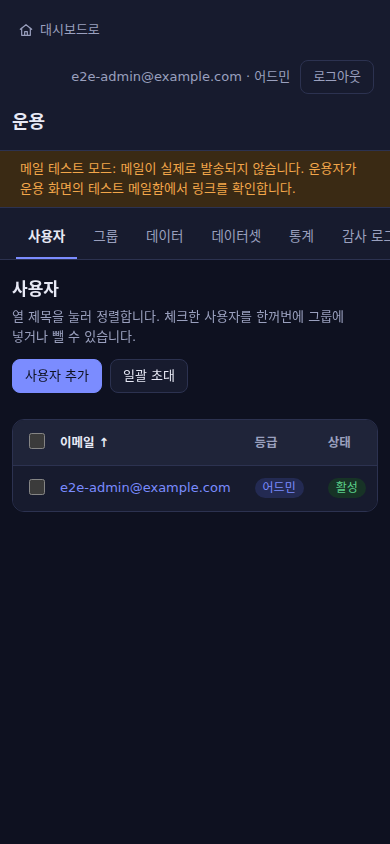 대시보드로
e2e-admin@example.com · 어드민
로그아웃
운용
메일 테스트 모드: 메일이 실제로 발송되지 않습니다. 운용자가
운용 화면의 테스트 메일함에서 링크를 확인합니다.
사용자 그룹 데이터 데이터셋 통계 감사 로그
사용자
열 제목을 눌러 정렬합니다. 체크한 사용자를 한꺼번에 그룹에
넣거나 뺄 수 있습니다.
사용자 추가 일괄 초대
이메일 ↑ 등급 상태
e2e-admin@example.com 어드민 활성